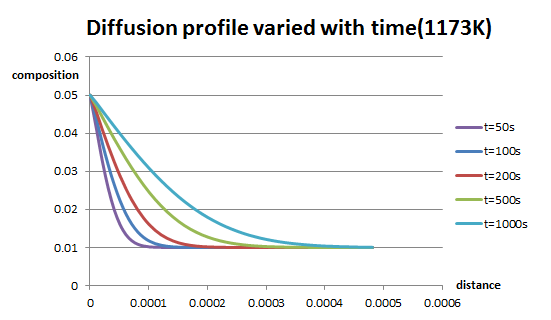 Diffusion profile varied with time(1173K)
composition
0.06
0.05
0.04
0.03
0.02
0.01
0
0 0.0001 0.0002 0.0003 0.0004 0.0005 0.0006
distance
t=50s
t=100s
t=200s
t=500s
t=1000s